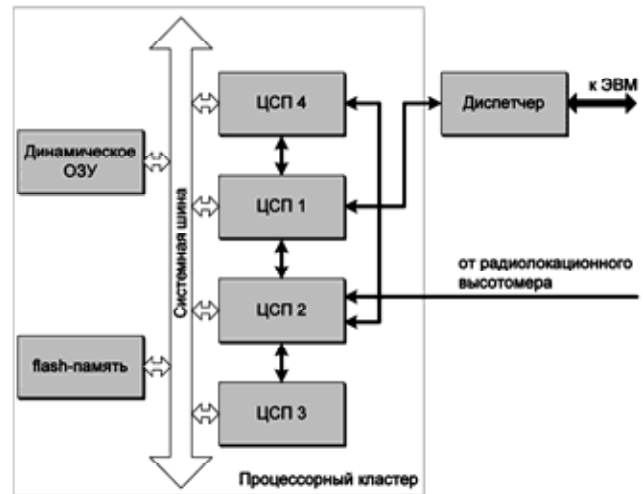 ЦСП 4
Диспетчер
к ЭВМ
Динамическое
ОЗУ
Системная шина
ЦСП 1
от радиолокационного
высотомера
ЦСП 2
flash-память
ЦСП 3
Процессорный кластер